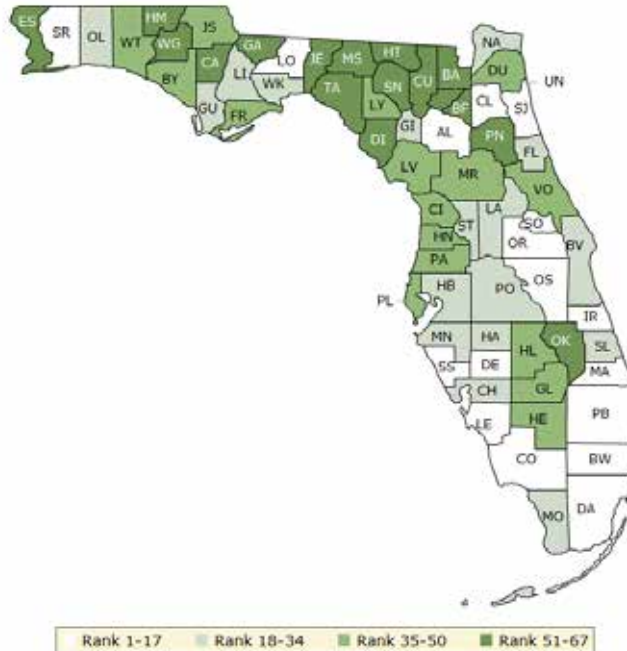 ES
SR
OL
WT
HM
WG
JS
CA
BY
GU
LI
GA
LO
WK
FR
JE
MS
HT
TA
LY
SN
CU
BA
BF
DI
GI
NA
DU
UN
CL
SJ
AL
PN
FL
LV
MR
VO
CI
ST
LA
SO
OR
HN
PA
BV
HB
PO
OS
PL
IR
MN
HA
HL
OK
SL
SS
DE
MA
CH
GL
LE
HE
PB
CO
BW
MO
DA
Rank 1-17 Rank 18-34 Rank 35-50 Rank 51-67